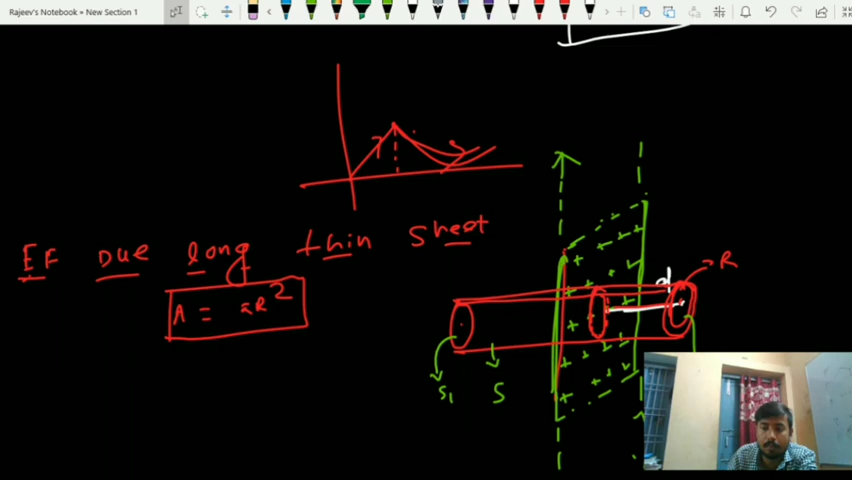 Rajeev's Notebook » New Section 1
EF Due long thin sheet
A = πR²
d
R
S₁
S